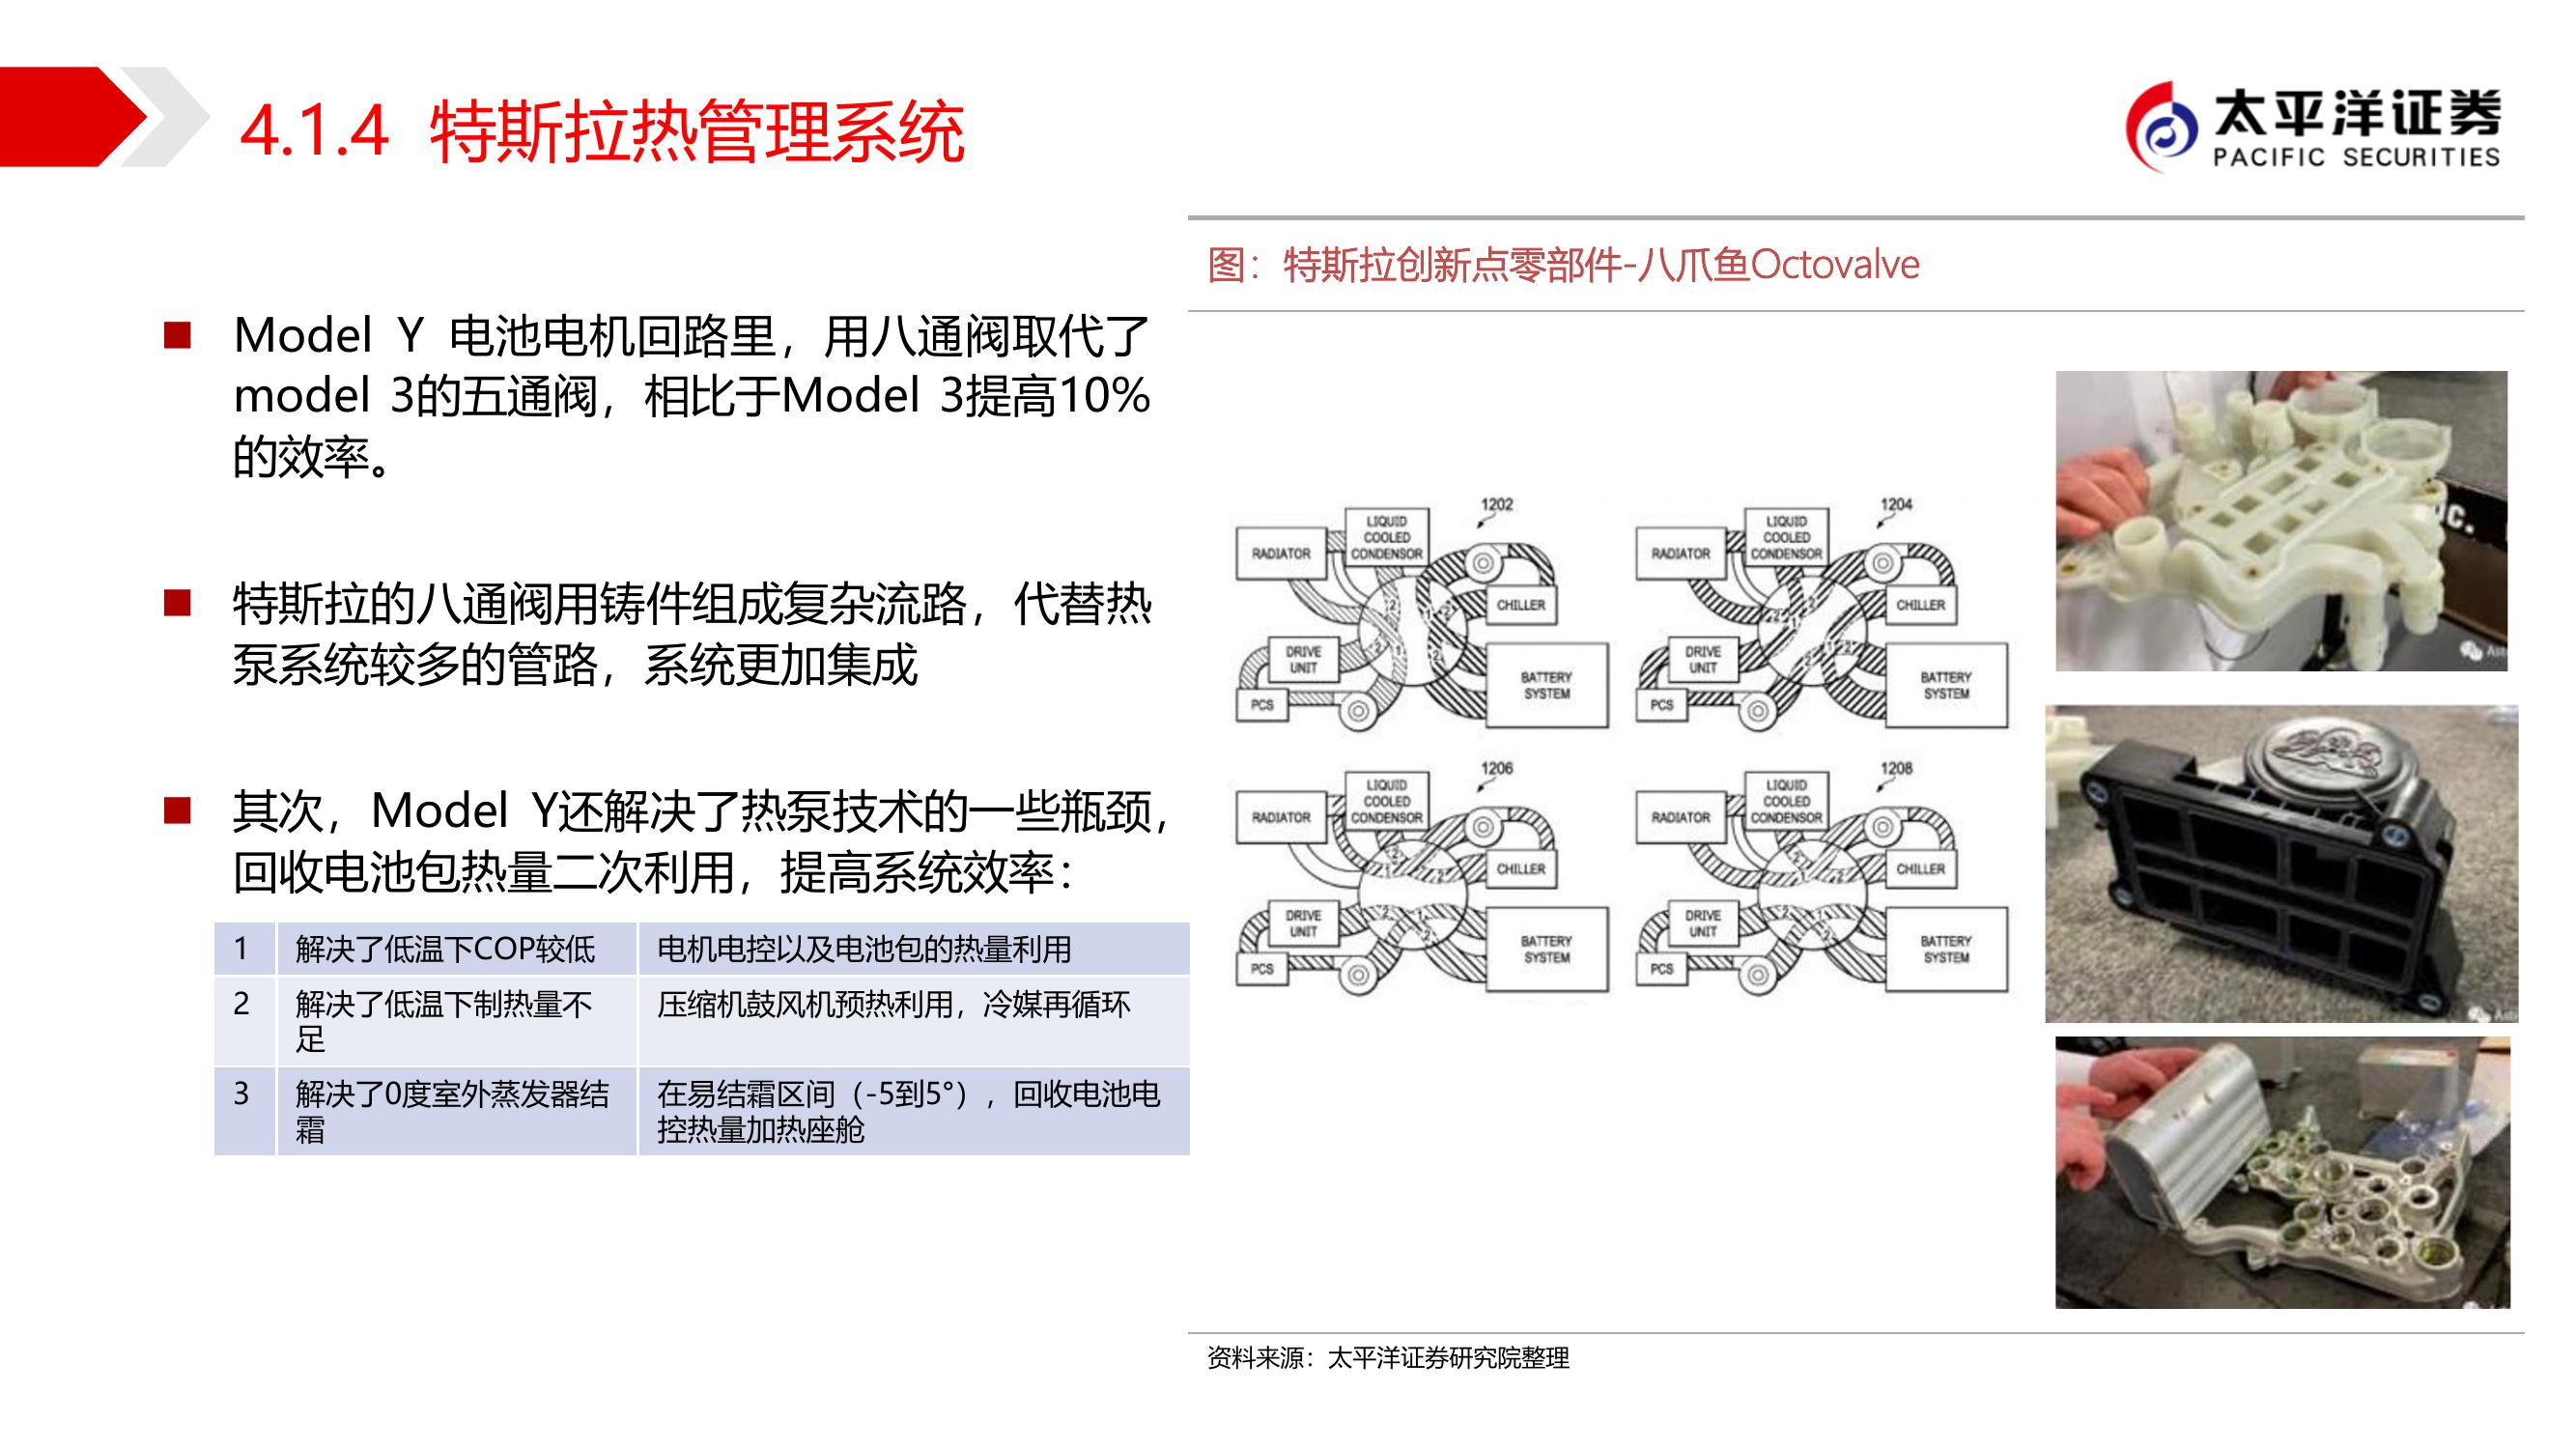 4.1.4 特斯拉热管理系统
太平洋证券
PACIFIC SECURITIES
Model Y 电池电机回路里，用八通阀取代了
model 3的五通阀，相比于Model 3提高10%
的效率。
特斯拉的八通阀用铸件组成复杂流路，代替热
泵系统较多的管路，系统更加集成
其次，Model Y还解决了热泵技术的一些瓶颈，
回收电池包热量二次利用，提高系统效率：
1 解决了低温下COP较低 电机电控以及电池包的热量利用
2 解决了低温下制热量不
足
压缩机鼓风机预热利用，冷媒再循环
3 解决了0度室外蒸发器结
霜
在易结霜区间（-5到5°），回收电池电
控热量加热座舱
图：特斯拉创新点零部件-八爪鱼Octovalve
1202
RADIATOR
LIQUID
COOLED
CONDENSOR
CHILLER
DRIVE
UNIT
PCS
BATTERY
SYSTEM
1204
RADIATOR
LIQUID
COOLED
CONDENSOR
CHILLER
DRIVE
UNIT
PCS
BATTERY
SYSTEM
1206
RADIATOR
LIQUID
COOLED
CONDENSOR
CHILLER
DRIVE
UNIT
PCS
BATTERY
SYSTEM
1208
RADIATOR
LIQUID
COOLED
CONDENSOR
CHILLER
DRIVE
UNIT
PCS
BATTERY
SYSTEM
资料来源：太平洋证券研究院整理